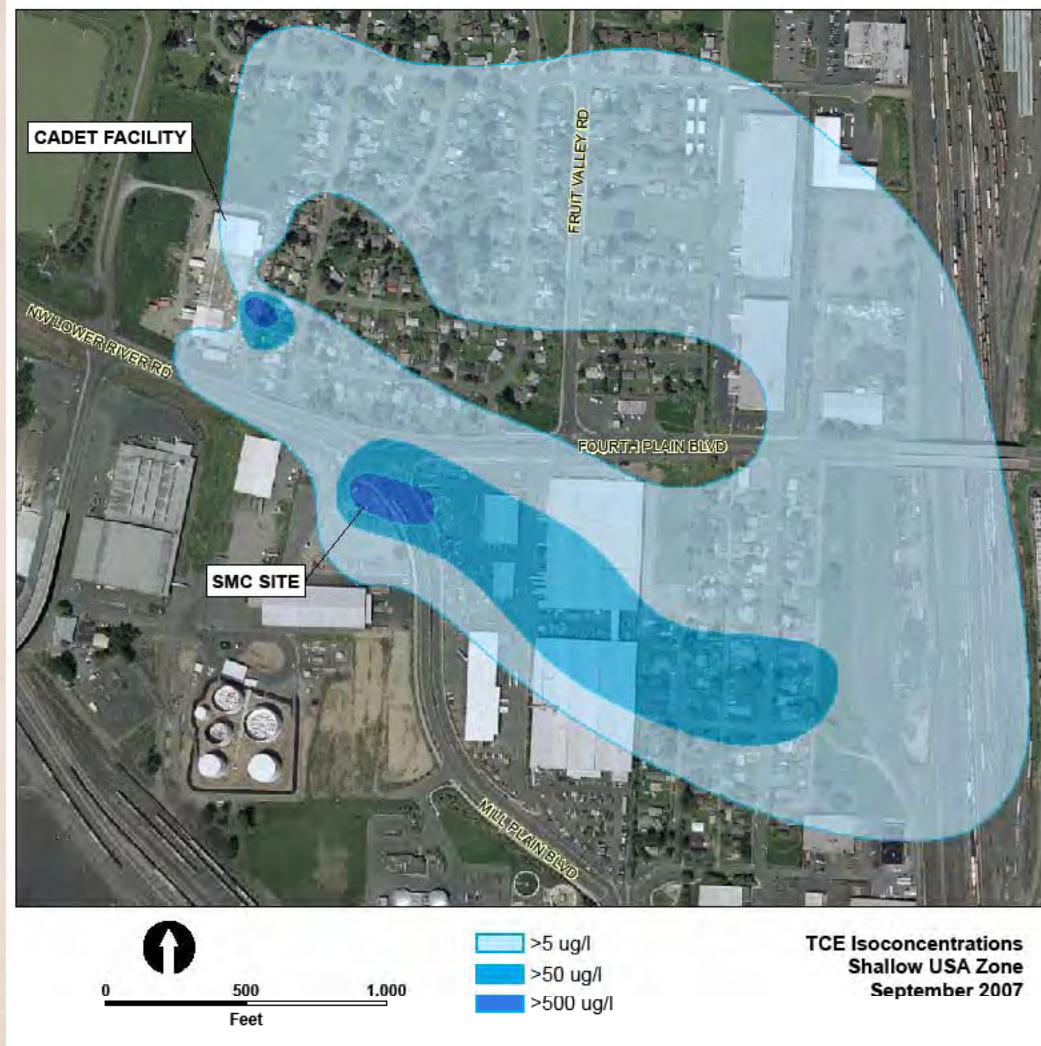 CADET FACILITY
FRUIT VALLEY RD
NW LOWER RIVER RD
FOURTH PLAIN BLVD
SMC SITE
MILL PLAIN BLVD
0 500 1,000
Feet
>5 ug/l
>50 ug/l
>500 ug/l
TCE Isoconcentrations
Shallow USA Zone
September 2007